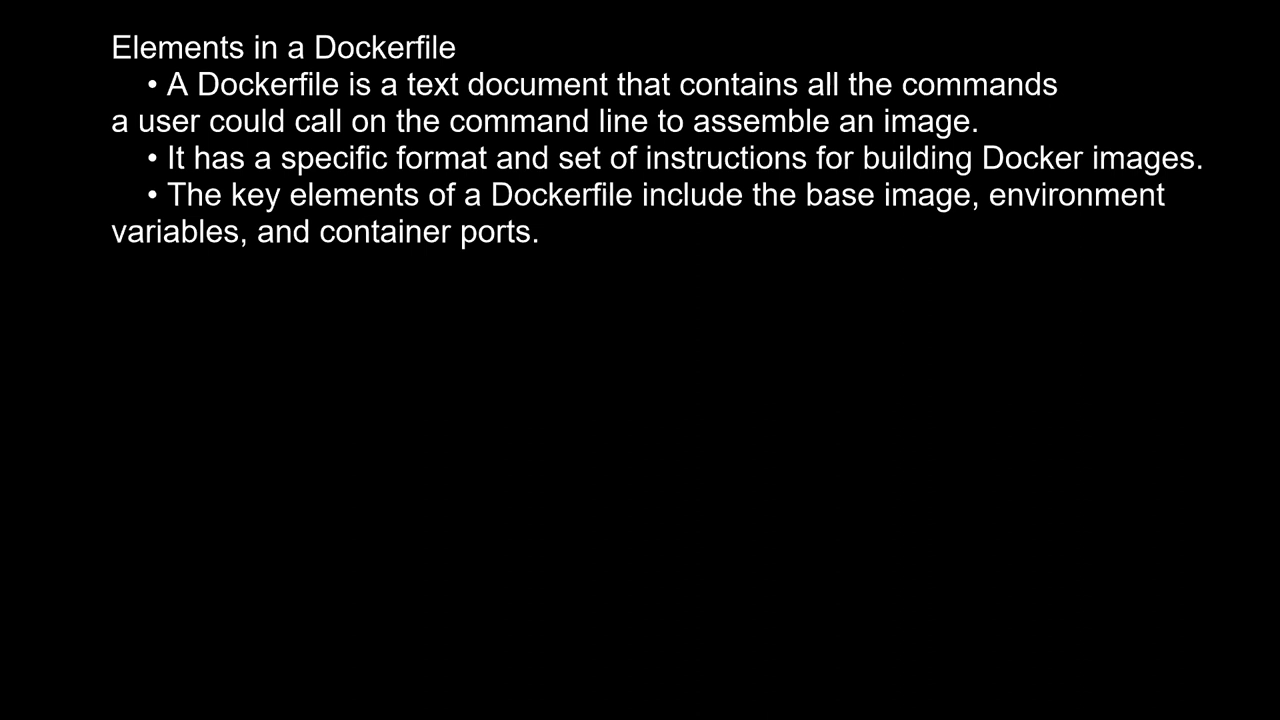 Elements in a Dockerfile
• A Dockerfile is a text document that contains all the commands
a user could call on the command line to assemble an image.
• It has a specific format and set of instructions for building Docker images.
• The key elements of a Dockerfile include the base image, environment
variables, and container ports.